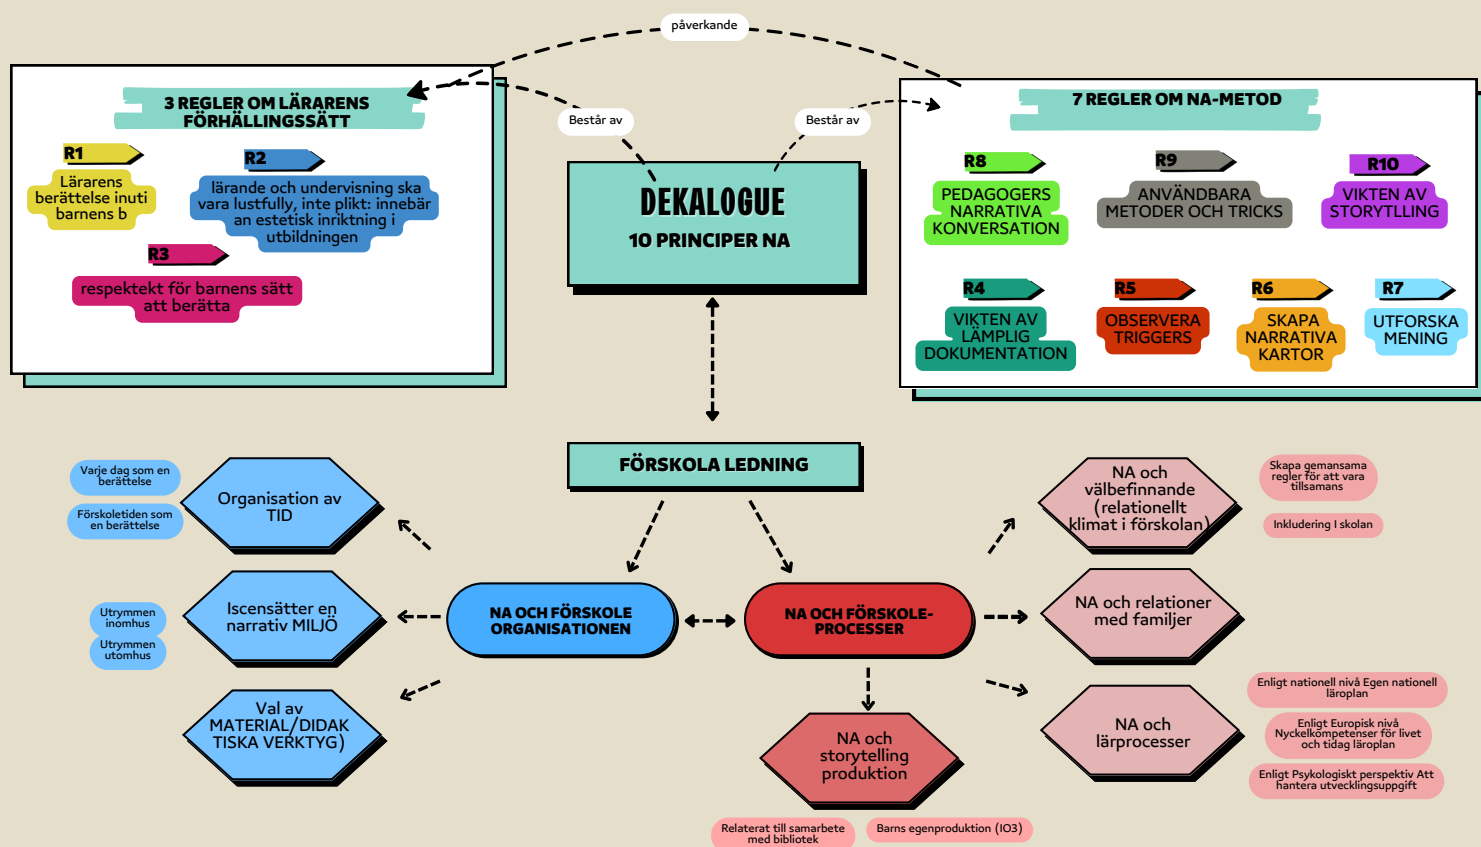 påverkande
3 REGLER OM LÄRARENS
FÖRHÄLLINGSSÄTT
R1
Lärarens
berättelse inuti
barnens b
R2
lärande och undervisning ska
vara lustfully, inte plikt: innebär
an estetisk inriktning i
utbildningen
R3
respektekt för barnens sätt
att berätta
Består av
Består av
DEKALOGUE
10 PRINCIPER NA
7 REGLER OM NA-METOD
R8
PEDAGOGERS
NARRATIVA
KONVERSATION
R9
ANVÄNDBARA
METODER OCH TRICKS
R10
VIKTEN AV
STORYTLLING
R4
VIKTEN AV
LÄMPLIG
DOKUMENTATION
R5
OBSERVERA
TRIGGERS
R6
SKAPA
NARRATIVA
KARTOR
R7
UTFORSKA
MENING
FÖRSKOLA LEDNING
Varje dag som en
berättelse
Förskoletiden som
en berättelse
Organisation av
TID
Utrymmen
inomhus
Utrymmen
utomhus
Iscensätter en
narrativ MILJÖ
Val av
MATERIAL/DIDAK
TISKA VERKTYG)
NA OCH FÖRSKOLE
ORGANISATIONEN
NA OCH FÖRSKOLE-
PROCESSER
NA och
välbefinnande
(relationellt
klimat i förskolan)
Skapa gemansama
regler för att vara
tillsamans
Inkludering I skolan
NA och relationer
med familjer
NA och
lärprocesser
Enligt nationell nivå Egen nationell
läroplan
Enligt Europisk nivå
Nyckelkompetenser för livet
och tidag läroplan
Enligt Psykologiskt perspektiv Att
hantera utvecklingsuppgift
NA och
storytelling
produktion
Relaterat till samarbete
med bibliotek
Barns egenproduktion (IO3)